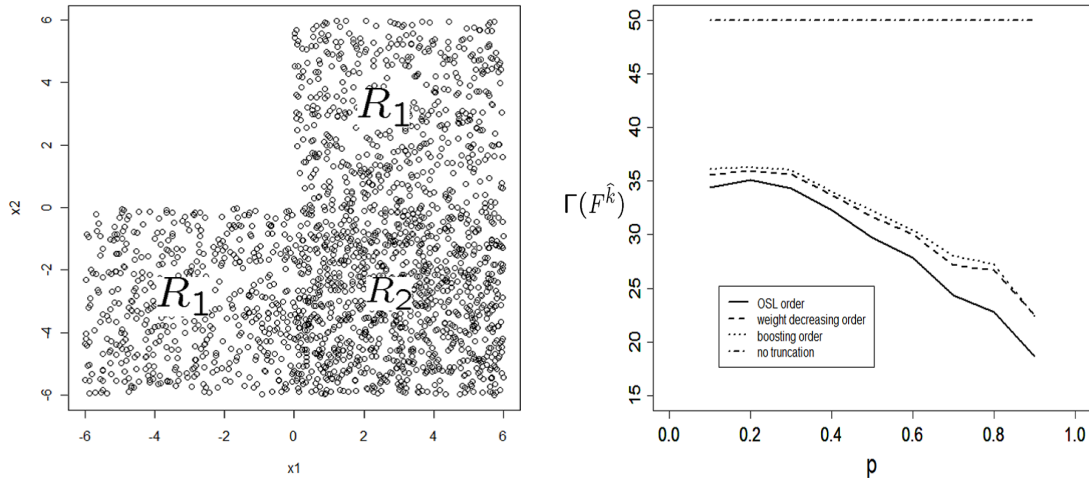 6
4
2
0
-2
-4
-6
x2
R₁
R₁
R₂
-6 -4 -2 0 2 4 6
x1
50
45
40
35
30
25
20
15
Γ(F^k̂)
OSL order
weight decreasing order
boosting order
no truncation
0.0 0.2 0.4 0.6 0.8 1.0
p